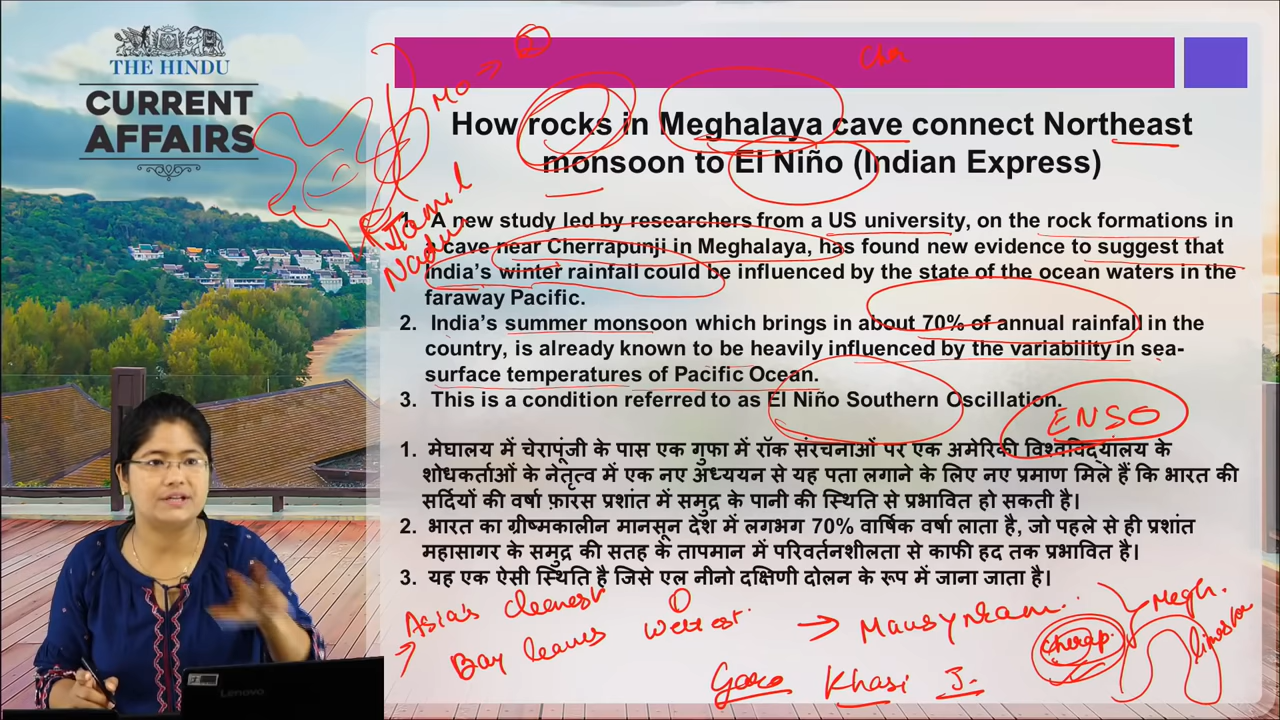 THE HINDU
CURRENT
AFFAIRS
How rocks in Meghalaya cave connect Northeast
monsoon to El Niño (Indian Express)
1. A new study led by researchers from a US university, on the rock formations in
a cave near Cherrapunji in Meghalaya, has found new evidence to suggest that
India's winter rainfall could be influenced by the state of the ocean waters in the
faraway Pacific.
2. India's summer monsoon which brings in about 70% of annual rainfall in the
country, is already known to be heavily influenced by the variability in sea-
surface temperatures of Pacific Ocean.
3. This is a condition referred to as El Niño Southern Oscillation.
ENSO
1. मेघालय में चेरापूंजी के पास एक गुफा में रॉक संरचनाओं पर एक अमेरिकी विश्वविद्यालय के
शोधकर्ताओं के नेतृत्व में एक नए अध्ययन से यह पता लगाने के लिए नए प्रमाण मिले हैं कि भारत की
सर्दियों की वर्षा फ़ारस प्रशांत में समुद्र के पानी की स्थिति से प्रभावित हो सकती है।
2. भारत का ग्रीष्मकालीन मानसून देश में लगभग 70% वार्षिक वर्षा लाता है, जो पहले से ही प्रशांत
महासागर के समुद्र की सतह के तापमान में परिवर्तनशीलता से काफी हद तक प्रभावित है।
3. यह एक ऐसी स्थिति है जिसे एल नीनो दक्षिणी दोलन के रूप में जाना जाता है।
Tamil
Nadu
Asia's cleanest
Bay leaves wettest
→ Mausynram
Megh.
Cherap.
Garo Khasi J.
Lenovo